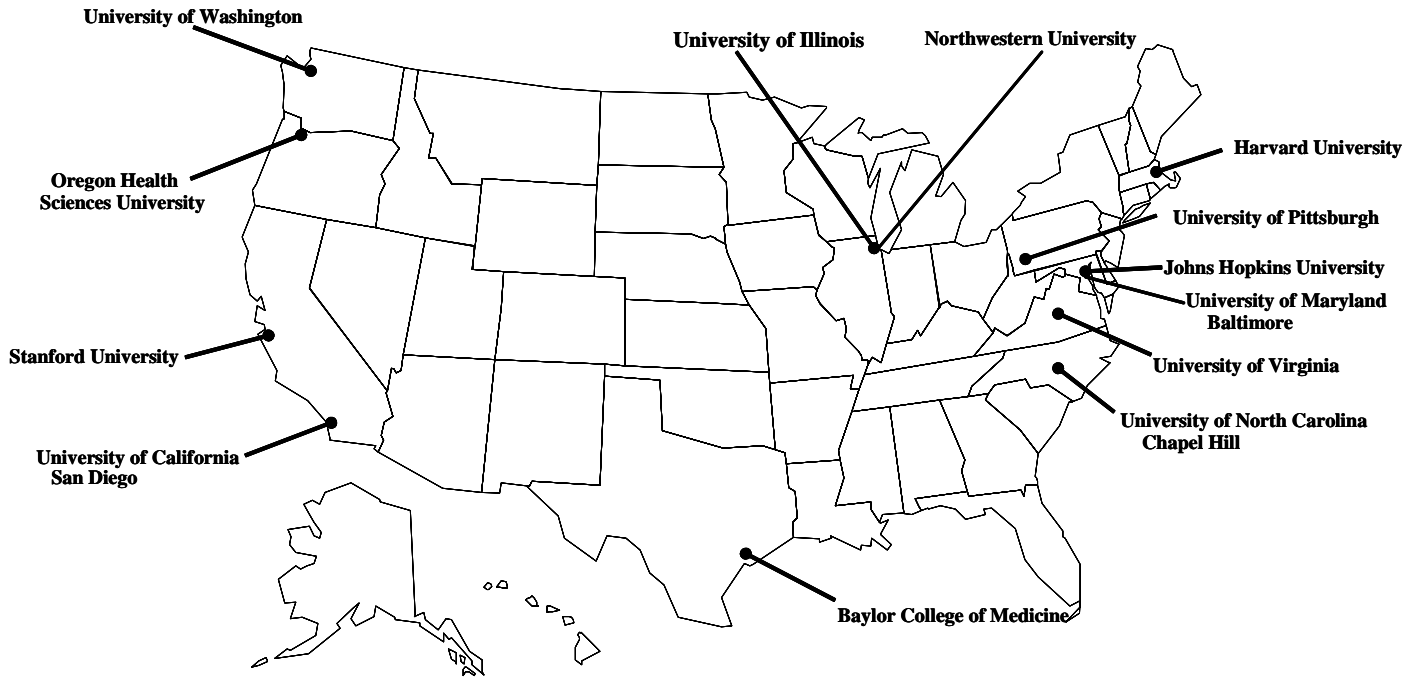 University of Washington
University of Illinois
Northwestern University
Harvard University
Oregon Health
Sciences University
University of Pittsburgh
Johns Hopkins University
University of Maryland
Baltimore
Stanford University
University of Virginia
University of North Carolina
Chapel Hill
University of California
San Diego
Baylor College of Medicine